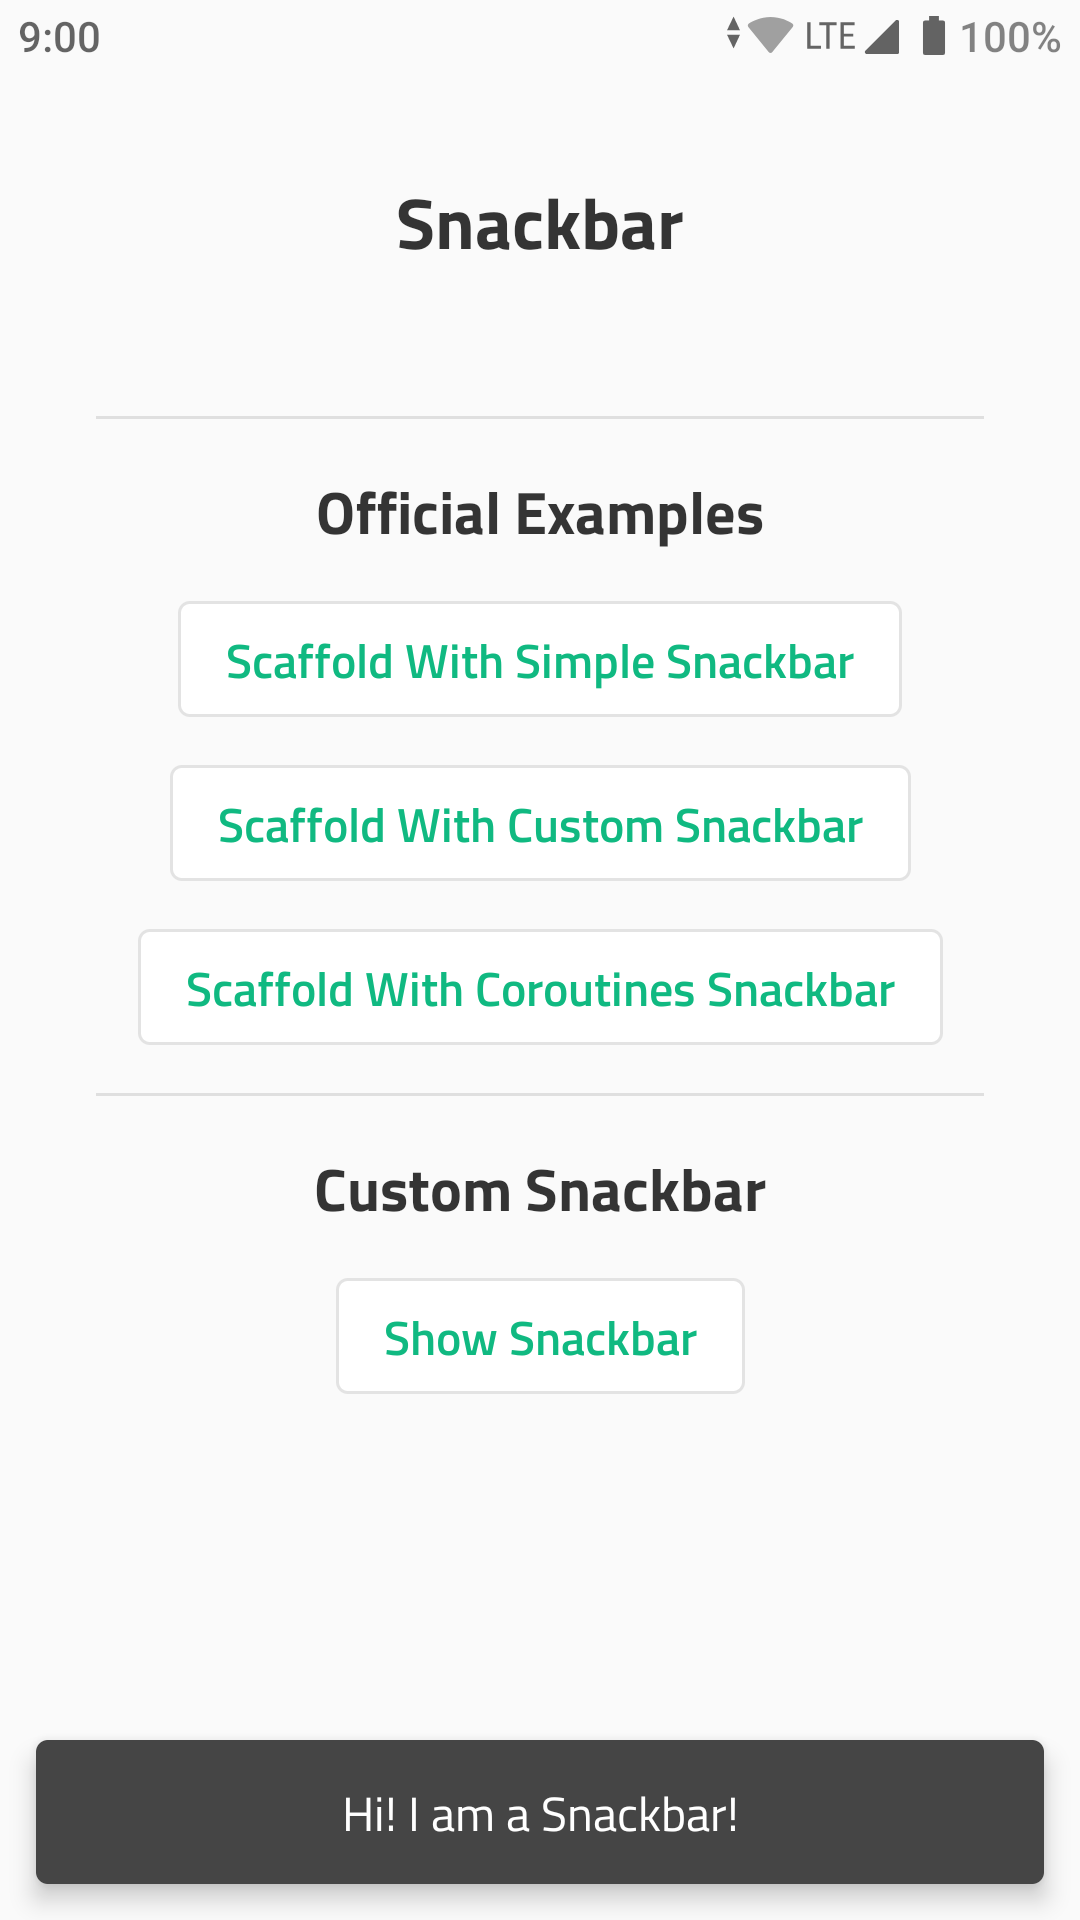 9:00 LTE 100%
Snackbar
Official Examples
Scaffold With Simple Snackbar
Scaffold With Custom Snackbar
Scaffold With Coroutines Snackbar
Custom Snackbar
Show Snackbar
Hi! I am a Snackbar!